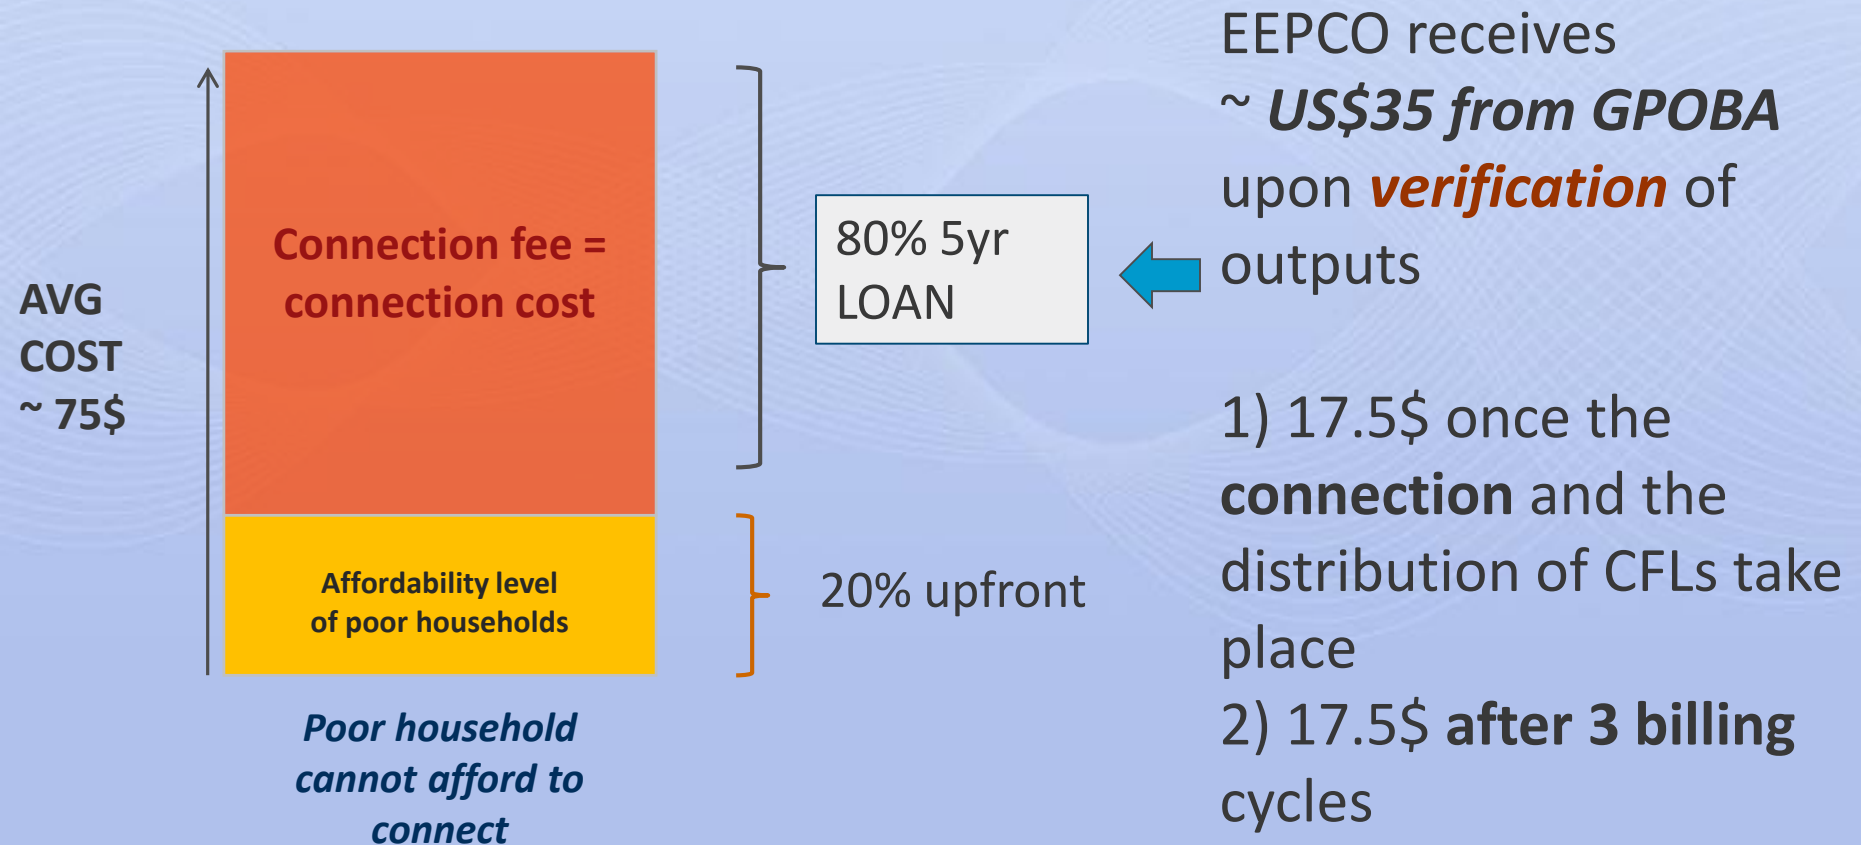 AVG
COST
~ 75$
Connection fee =
connection cost
Affordability level
of poor households
Poor household
cannot afford to
connect
80% 5yr
LOAN
20% upfront
EEPCO receives
~ US$35 from GPOBA
upon verification of
outputs
1) 17.5$ once the
connection and the
distribution of CFLs take
place
2) 17.5$ after 3 billing
cycles